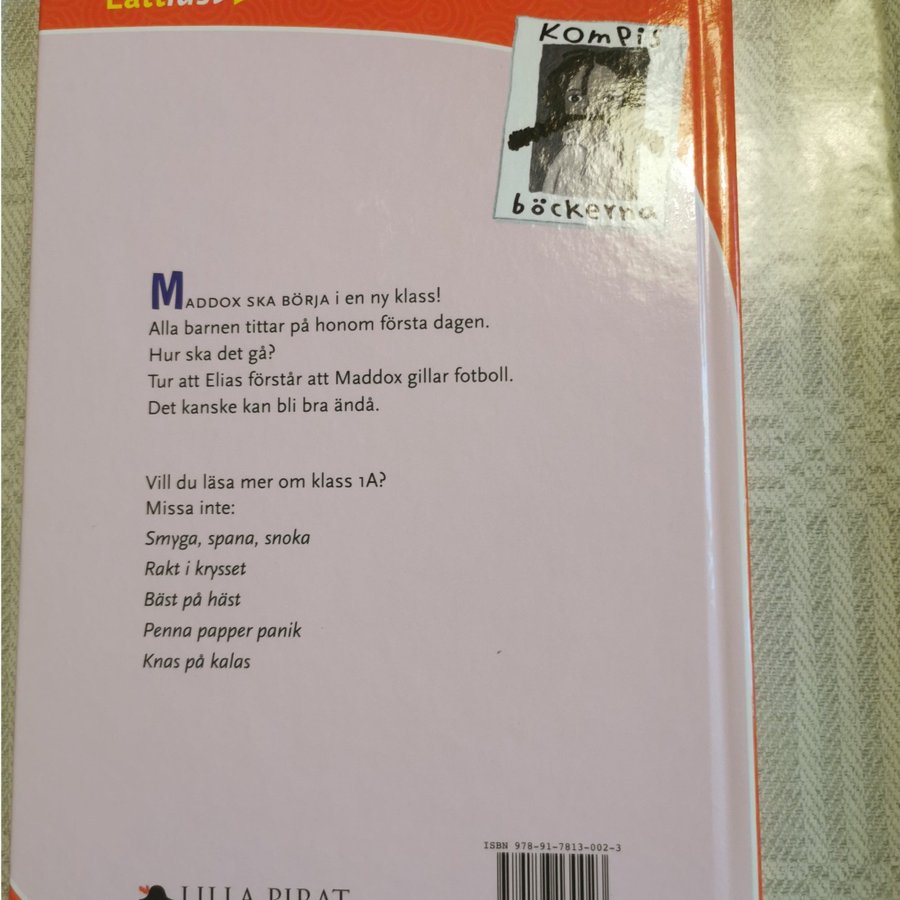 Lättläst
KOMPIS
böckerna
MADDOX SKA BÖRJA i en ny klass!
Alla barnen tittar på honom första dagen.
Hur ska det gå?
Tur att Elias förstår att Maddox gillar fotboll.
Det kanske kan bli bra ändå.
Vill du läsa mer om klass 1A?
Missa inte:
Smyga, spana, snoka
Rakt i krysset
Bäst på häst
Penna papper panik
Knas på kalas
ISBN 978-91-7813-002-3
LILLA PIRAT